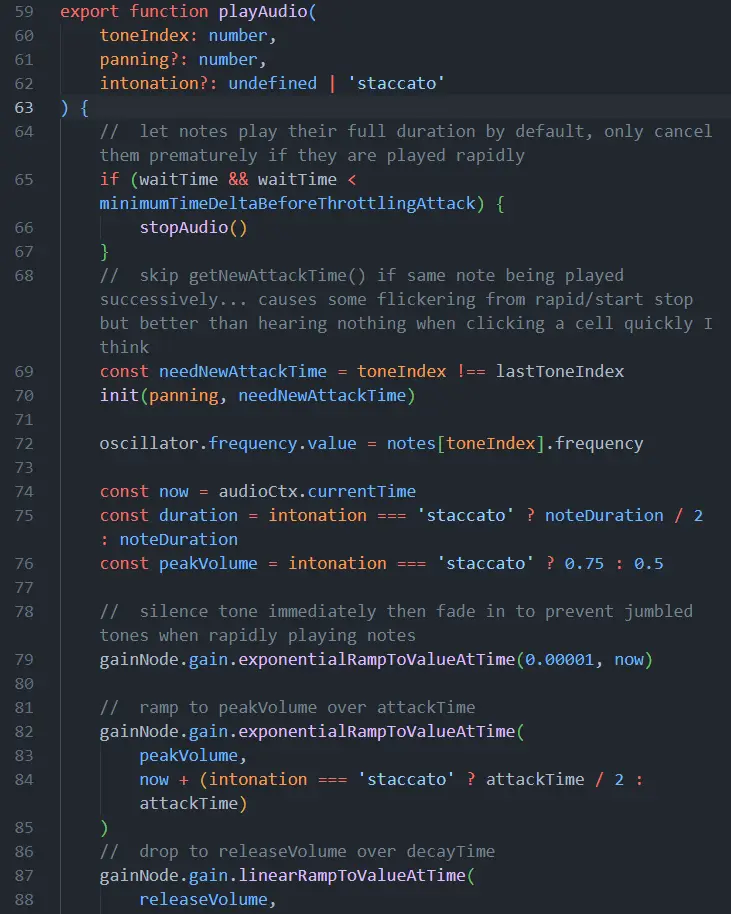 59 export function playAudio(
60 toneIndex: number,
61 panning?: number,
62 intonation?: undefined | 'staccato'
63 ) {
64 // let notes play their full duration by default, only cancel
them prematurely if they are played rapidly
65 if (waitTime && waitTime <
minimumTimeDeltaBeforeThrottlingAttack) {
66 stopAudio()
67 }
68 // skip getNewAttackTime() if same note being played
successively... causes some flickering from rapid/start stop
but better than hearing nothing when clicking a cell quickly I
think
69 const needNewAttackTime = toneIndex !== lastToneIndex
70 init(panning, needNewAttackTime)
71
72 oscillator.frequency.value = notes[toneIndex].frequency
73
74 const now = audioCtx.currentTime
75 const duration = intonation === 'staccato' ? noteDuration / 2
: noteDuration
76 const peakVolume = intonation === 'staccato' ? 0.75 : 0.5
77
78 // silence tone immediately then fade in to prevent jumbled
tones when rapidly playing notes
79 gainNode.gain.exponentialRampToValueAtTime(0.00001, now)
80
81 // ramp to peakVolume over attackTime
82 gainNode.gain.exponentialRampToValueAtTime(
83 peakVolume,
84 now + (intonation === 'staccato' ? attackTime / 2 :
attackTime)
85 )
86 // drop to releaseVolume over decayTime
87 gainNode.gain.linearRampToValueAtTime(
88 releaseVolume,